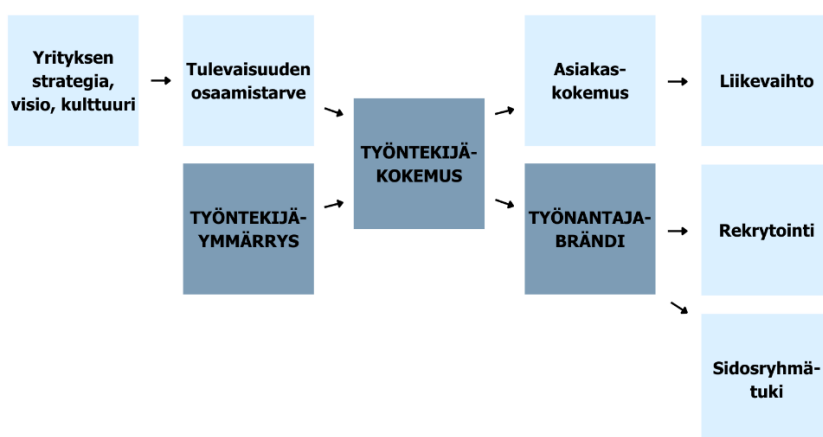 Yrityksen
strategia,
visio, kulttuuri
Tulevaisuuden
osaamistarve
TYÖNTEKIJÄ-
YMMÄRRYS
TYÖNTEKIJÄ-
KOKEMUS
Asiakas-
kokemus
TYÖNANTAJA-
BRÄNDI
Liikevaihto
Rekrytointi
Sidosryhmä-
tuki